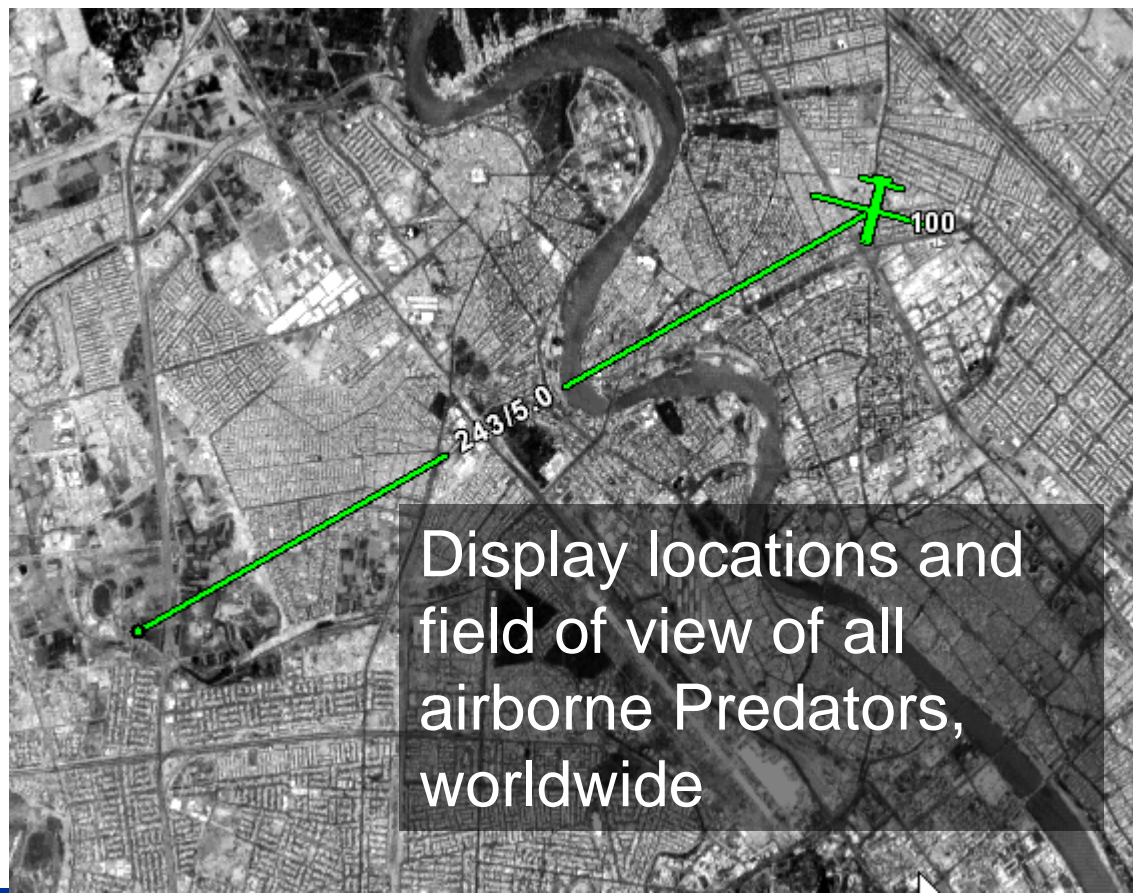 100
243/5.0
Display locations and
field of view of all
airborne Predators,
worldwide